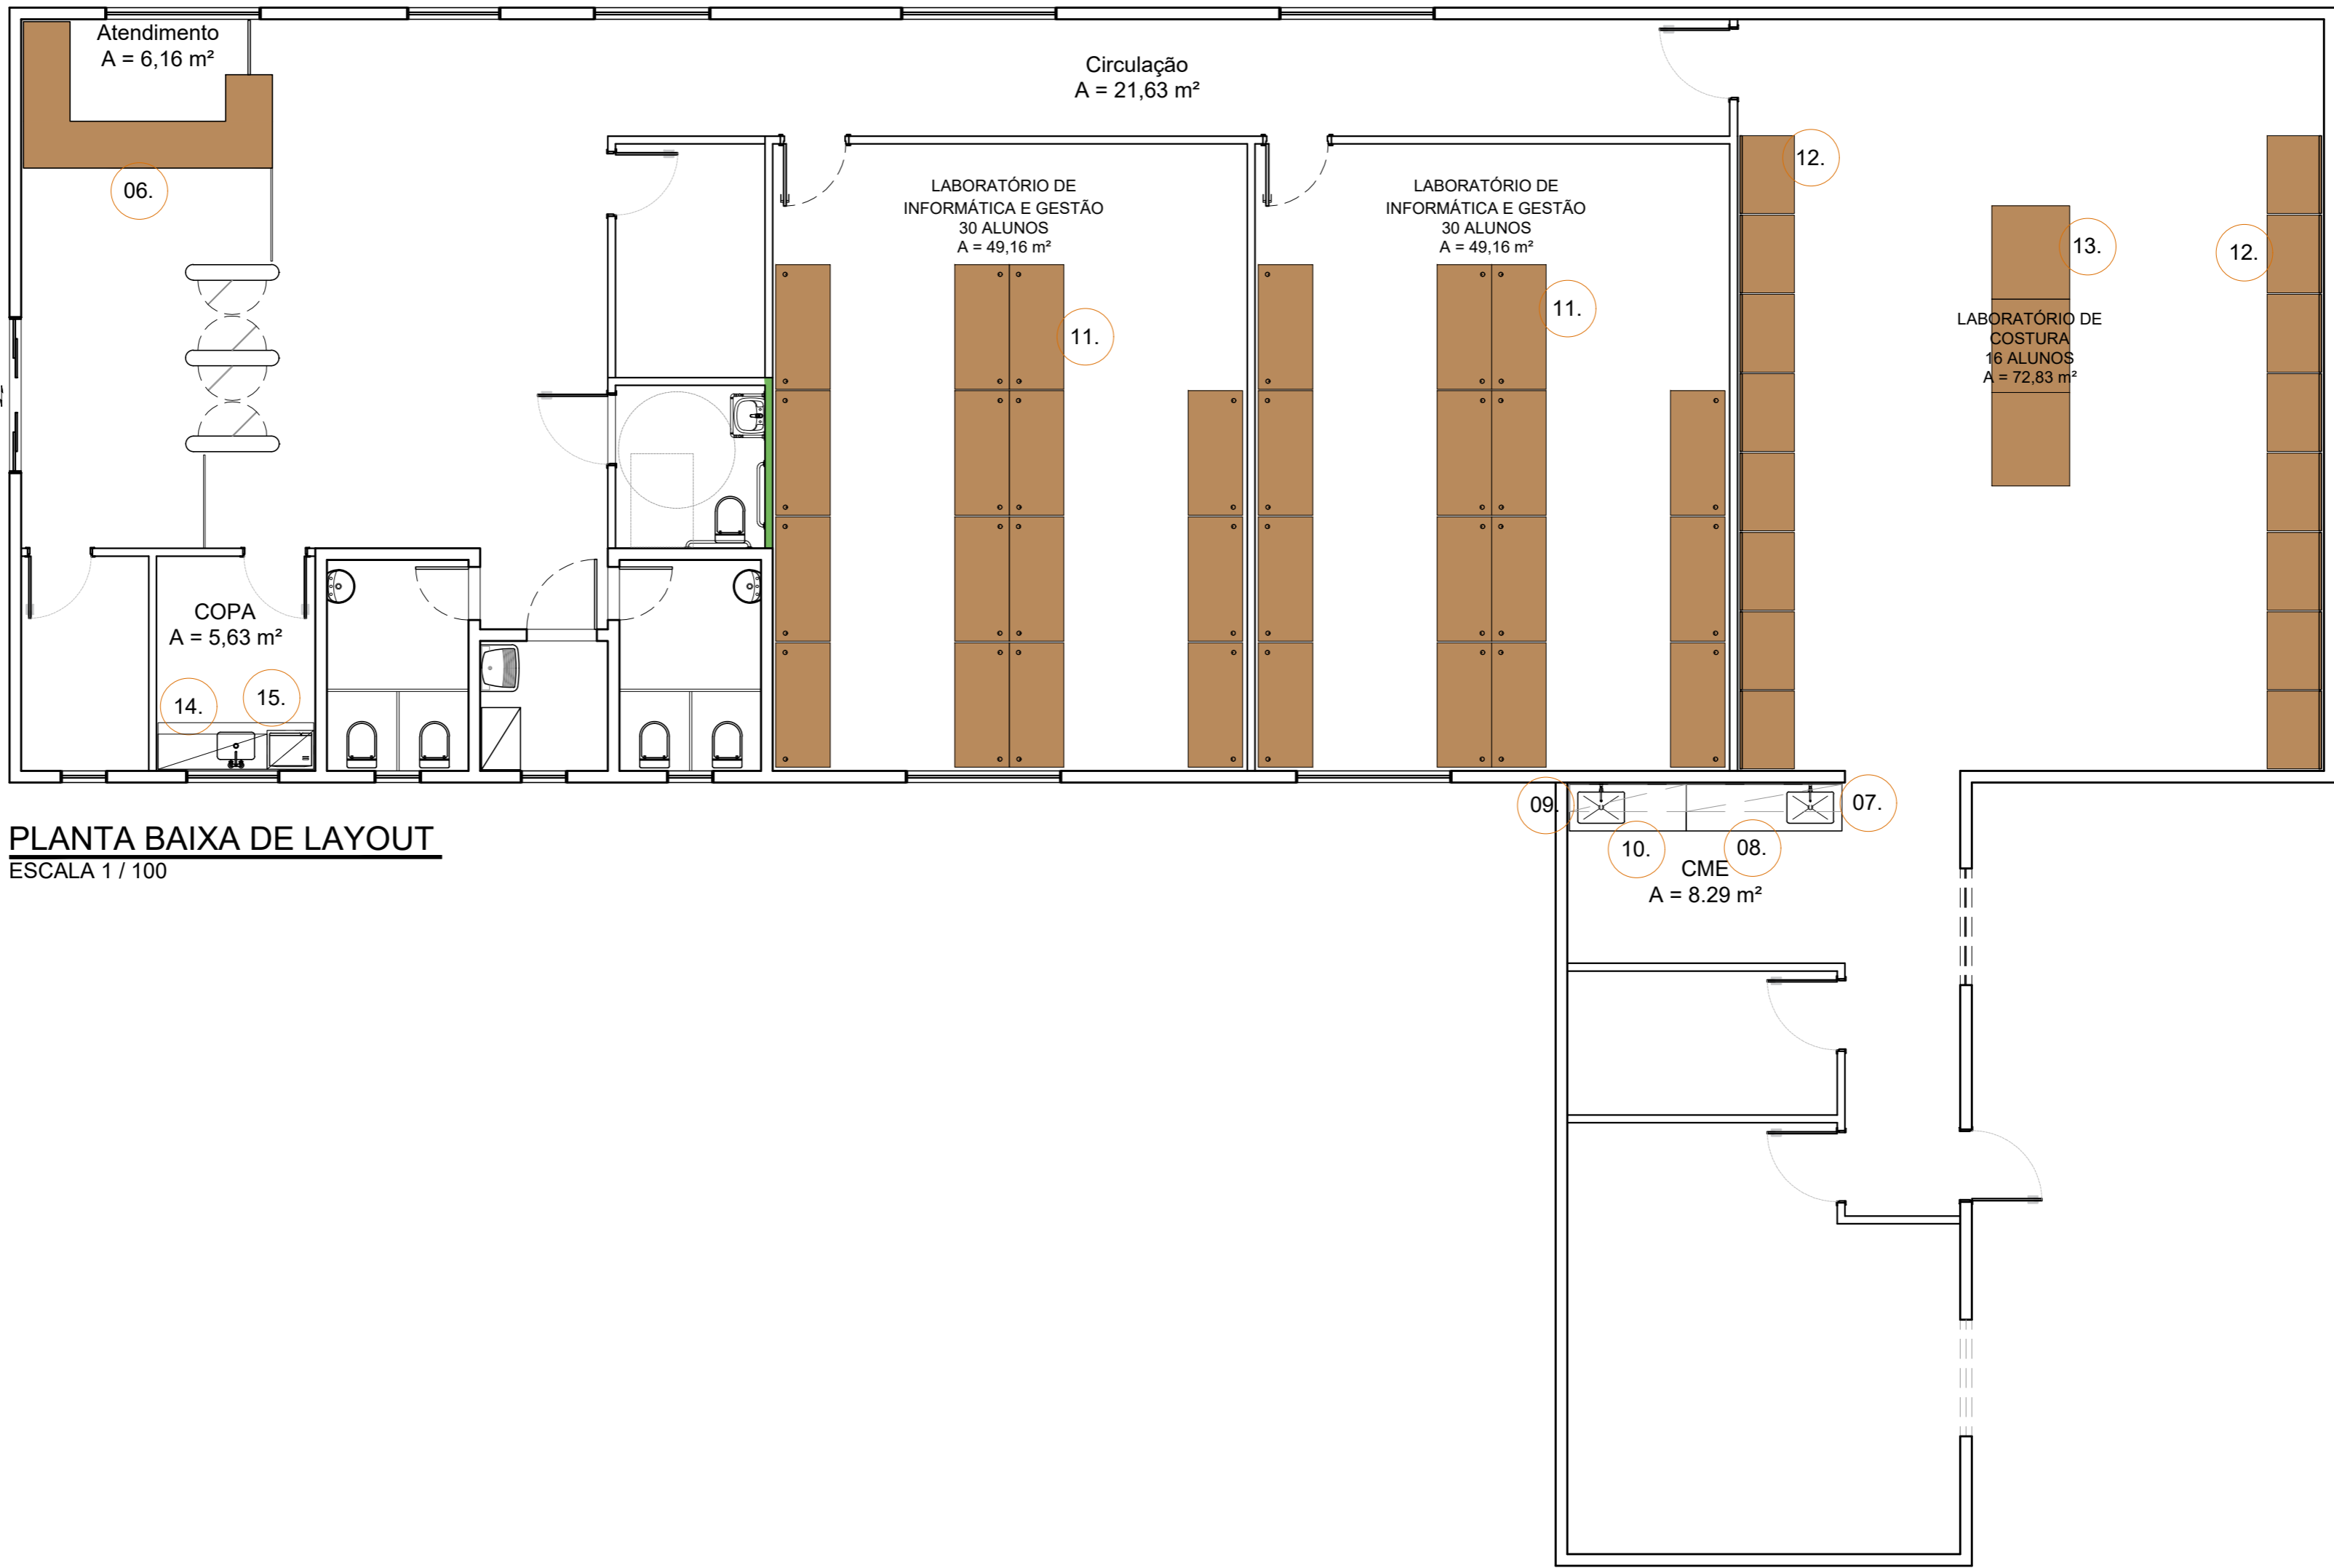 Atendimento
A = 6,16 m²
Circulação
A = 21,63 m²
06.
LABORATÓRIO DE
INFORMÁTICA E GESTÃO
30 ALUNOS
A = 49,16 m²
11.
LABORATÓRIO DE
INFORMÁTICA E GESTÃO
30 ALUNOS
A = 49,16 m²
11.
12.
13.
12.
LABORATÓRIO DE
COSTURA
16 ALUNOS
A = 72,83 m²
COPA
A = 5,63 m²
14.
15.
09.
07.
10.
08.
CME
A = 8.29 m²
PLANTA BAIXA DE LAYOUT
ESCALA 1 / 100